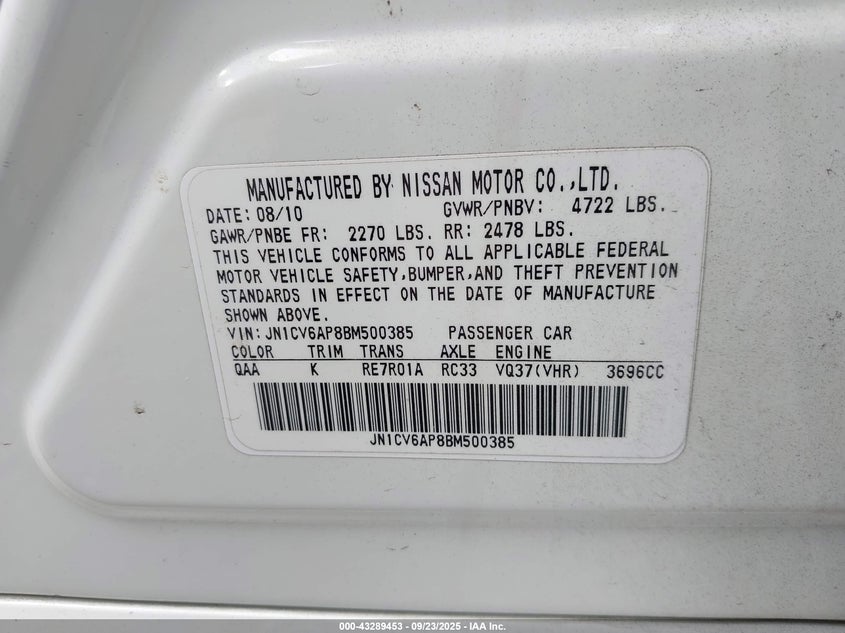 MANUFACTURED BY NISSAN MOTOR CO.,LTD.
DATE: 08/10 GVWR/PNBV: 4722 LBS.
GAWR/PNBE FR: 2270 LBS. RR: 2478 LBS.
THIS VEHICLE CONFORMS TO ALL APPLICABLE FEDERAL
MOTOR VEHICLE SAFETY,BUMPER,AND THEFT PREVENTION
STANDARDS IN EFFECT ON THE DATE OF MANUFACTURE
SHOWN ABOVE.
VIN:JN1CV6AP8BM500385 PASSENGER CAR
COLOR TRIM TRANS AXLE ENGINE
QAA K RE7R01A RC33 VQ37(VHR) 3696CC
JN1CV6AP8BM500385
000-43289453 - 09/23/2025 - IAA Inc.